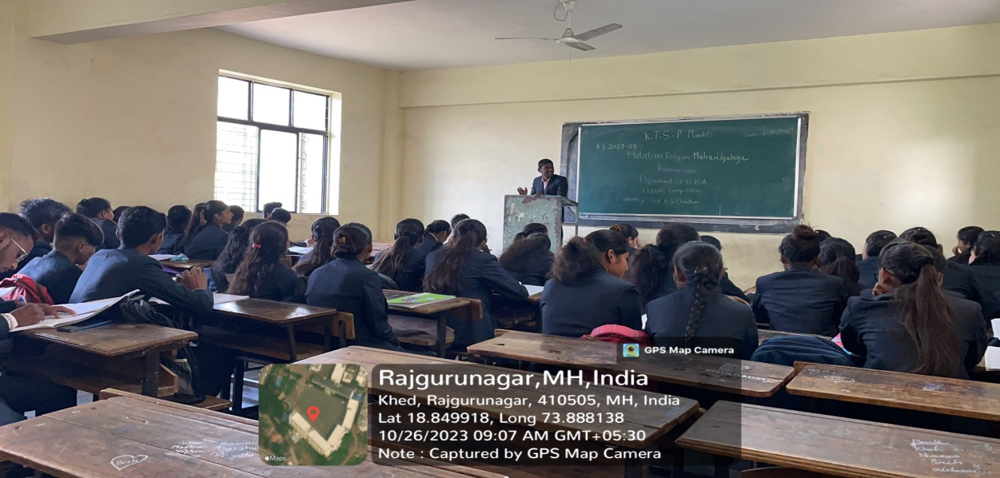 K.T.S.P Mandal's
Date - 26/10/2023
A.Y. 2023-24
Hutatma Rajguru Mahavidyalaya
Rajgurunagar
Department of BBA
Debate Competition
GPS Map Camera
Rajgurunagar,MH,India
Khed, Rajgurunagar, 410505, MH, India
Lat 18.849918, Long 73.888138
10/26/2023 09:07 AM GMT+05:30
Note : Captured by GPS Map Camera
Maps